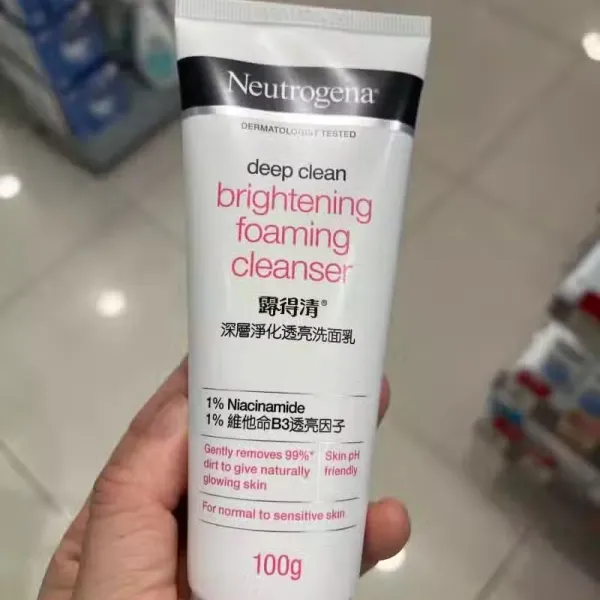 Neutrogena®
DERMATOLOGIST TESTED
deep clean
brightening
foaming
cleanser
露得清®
深層淨化透亮洗面乳
1% Niacinamide
1% 維他命B3透亮因子
Gently removes 99%*
dirt to give naturally
glowing skin
Skin pH
friendly
For normal to sensitive skin
100g